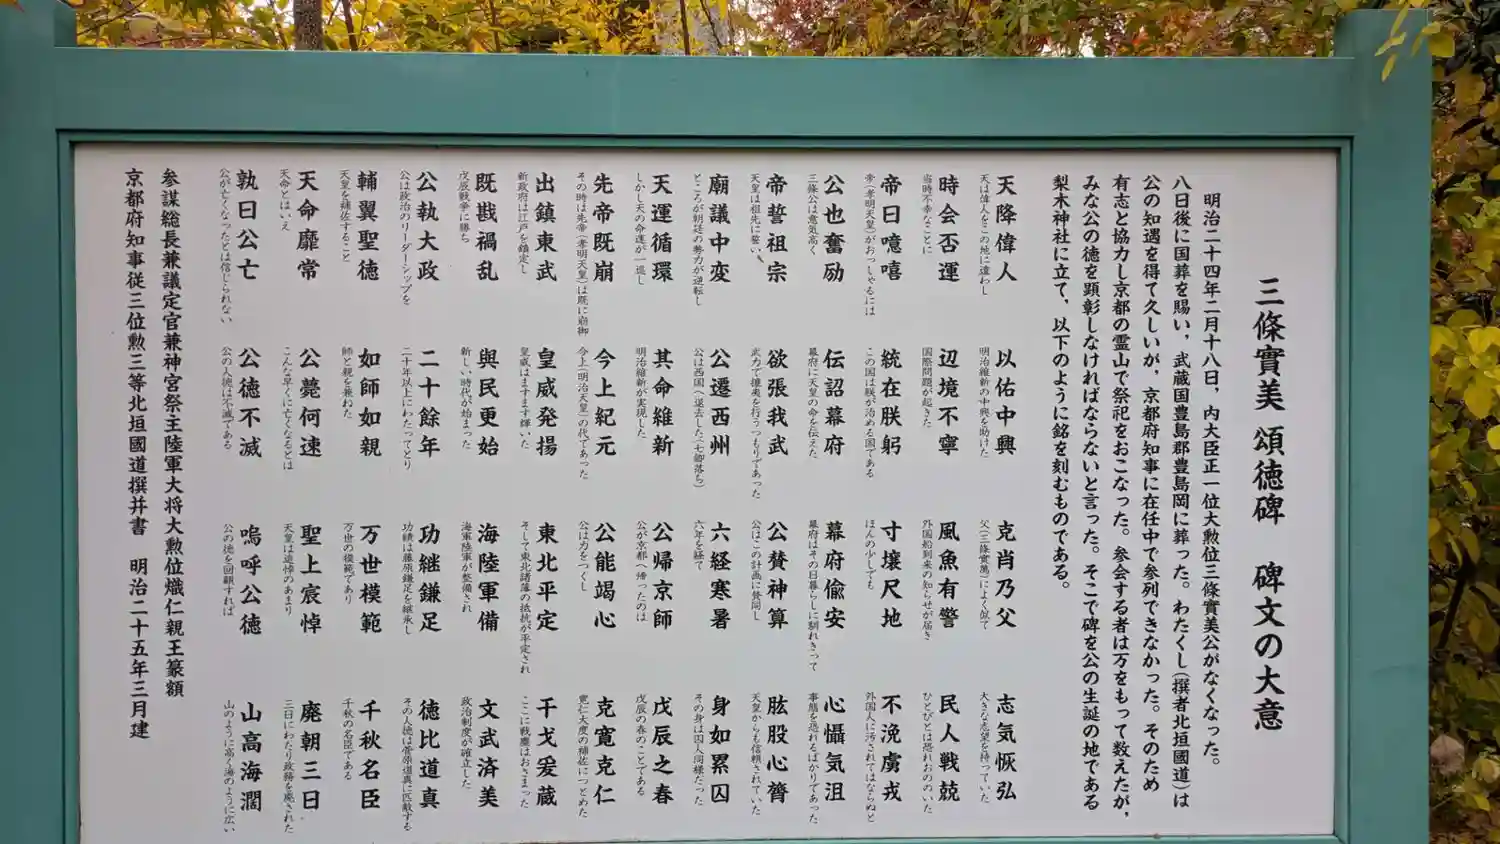 三條實美 頌徳碑　碑文の大意
明治二十四年二月十八日，内大臣正一位大勲位三條實美公がなくなった。
八日後に国葬を賜い，武蔵国豊島郡豊島岡に葬った。わたくし(撰者北垣國道)は
公の知遇を得て久しいが，京都府知事に在任中で参列できなかった。そのため
有志と協力し京都の霊山で祭祀をおこなった。参会する者は万をもって数えたが，
みな公の徳を顕彰しなければならないと言った。そこで碑を公の生誕の地である
梨木神社に立て，以下のように銘を刻むものである。
天降偉人　以佑中興　克肖乃父　志気恢弘
天は偉人をこの地に遣わし　明治維新の中興を助けた　父(三條實萬)によく似て　大きな志望を持っていた
時会否運　辺境不寧　風魚有警　民人戦兢
当時不幸なことに　国際問題が起きた　外国船到来の知らせが届き　ひとびとは恐れおののいた
帝曰噫嘻　統在朕躬　寸壌尺地　不浼虜戎
帝(孝明天皇)がおっしゃるには　この国は朕が治める国である　ほんの少しでも　外国人に汚されてはならぬと
公也奮励　伝詔幕府　幕府偸安　心懾気沮
三條公は意気高く　幕府に天皇の命を伝えた　幕府はその日暮らしに馴れきって　事態を恐れるばかりであった
帝誓祖宗　欲張我武　公賛神算　肱股心膂
天皇は祖先に誓い　武力で攘夷を行うつもりであった　公はこの計画に賛同し　天皇からも信頼されていた
廟議中変　公遷西州　六経寒暑　身如累囚
ところが朝廷の勢力が逆転し　公は西国へ退去した(七卿落ち)　六年を経て　その身は囚人同様だった
天運循環　其命維新　公帰京師　戊辰之春
しかし天の命運が一巡し　明治維新が実現した　公が京都へ帰ったのは　戊辰の春のことである
先帝既崩　今上紀元　公能竭心　克寛克仁
その時は先帝(孝明天皇)は既に崩御　今上(明治天皇)の代であった　公は力をつくし　寛仁大度の補佐につとめた
出鎮東武　皇威発揚　東北平定　干戈爰蔵
新政府は江戸を鎮定し　皇威はますます輝いた　そして東北諸藩の抵抗が平定され　ここに戦塵はおさまった
既戡禍乱　與民更始　海陸軍備　文武済美
戊辰戦争に勝ち　新しい時代が始まった　海軍陸軍が整備され　政治制度が確立した
公執大政　二十餘年　功継鎌足　徳比道真
公は政治のリーダーシップを　二十年以上にわたってとり　功績は藤原鎌足を継承し　その人徳は菅原道真に匹敵する
輔翼聖徳　如師如親　万世模範　千秋名臣
天皇を補佐すること　師と親を兼ねた　万世の模範であり　千秋の名臣である
天命靡常　公薨何速　聖上宸悼　廃朝三日
天命とはいえ　こんな早くに亡くなるとは　天皇は追悼のあまり　三日にわたり政務を廃された
孰曰公亡　公徳不滅　嗚呼公徳　山高海濶
公が亡くなったとは信じられない　公の人徳は不滅である　公の徳を回顧すれば　山のように高く海のように広い
参謀総長兼議定官兼神宮祭主陸軍大将大勲位熾仁親王篆額
京都府知事従三位勲三等北垣國道撰并書　明治二十五年三月建